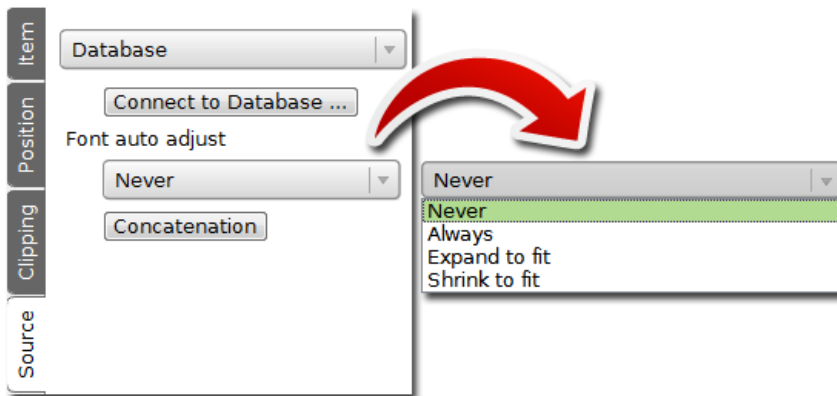 Item
Position
Clipping
Source
Database
Connect to Database ...
Font auto adjust
Never
Concatenation
Never
Never
Always
Expand to fit
Shrink to fit